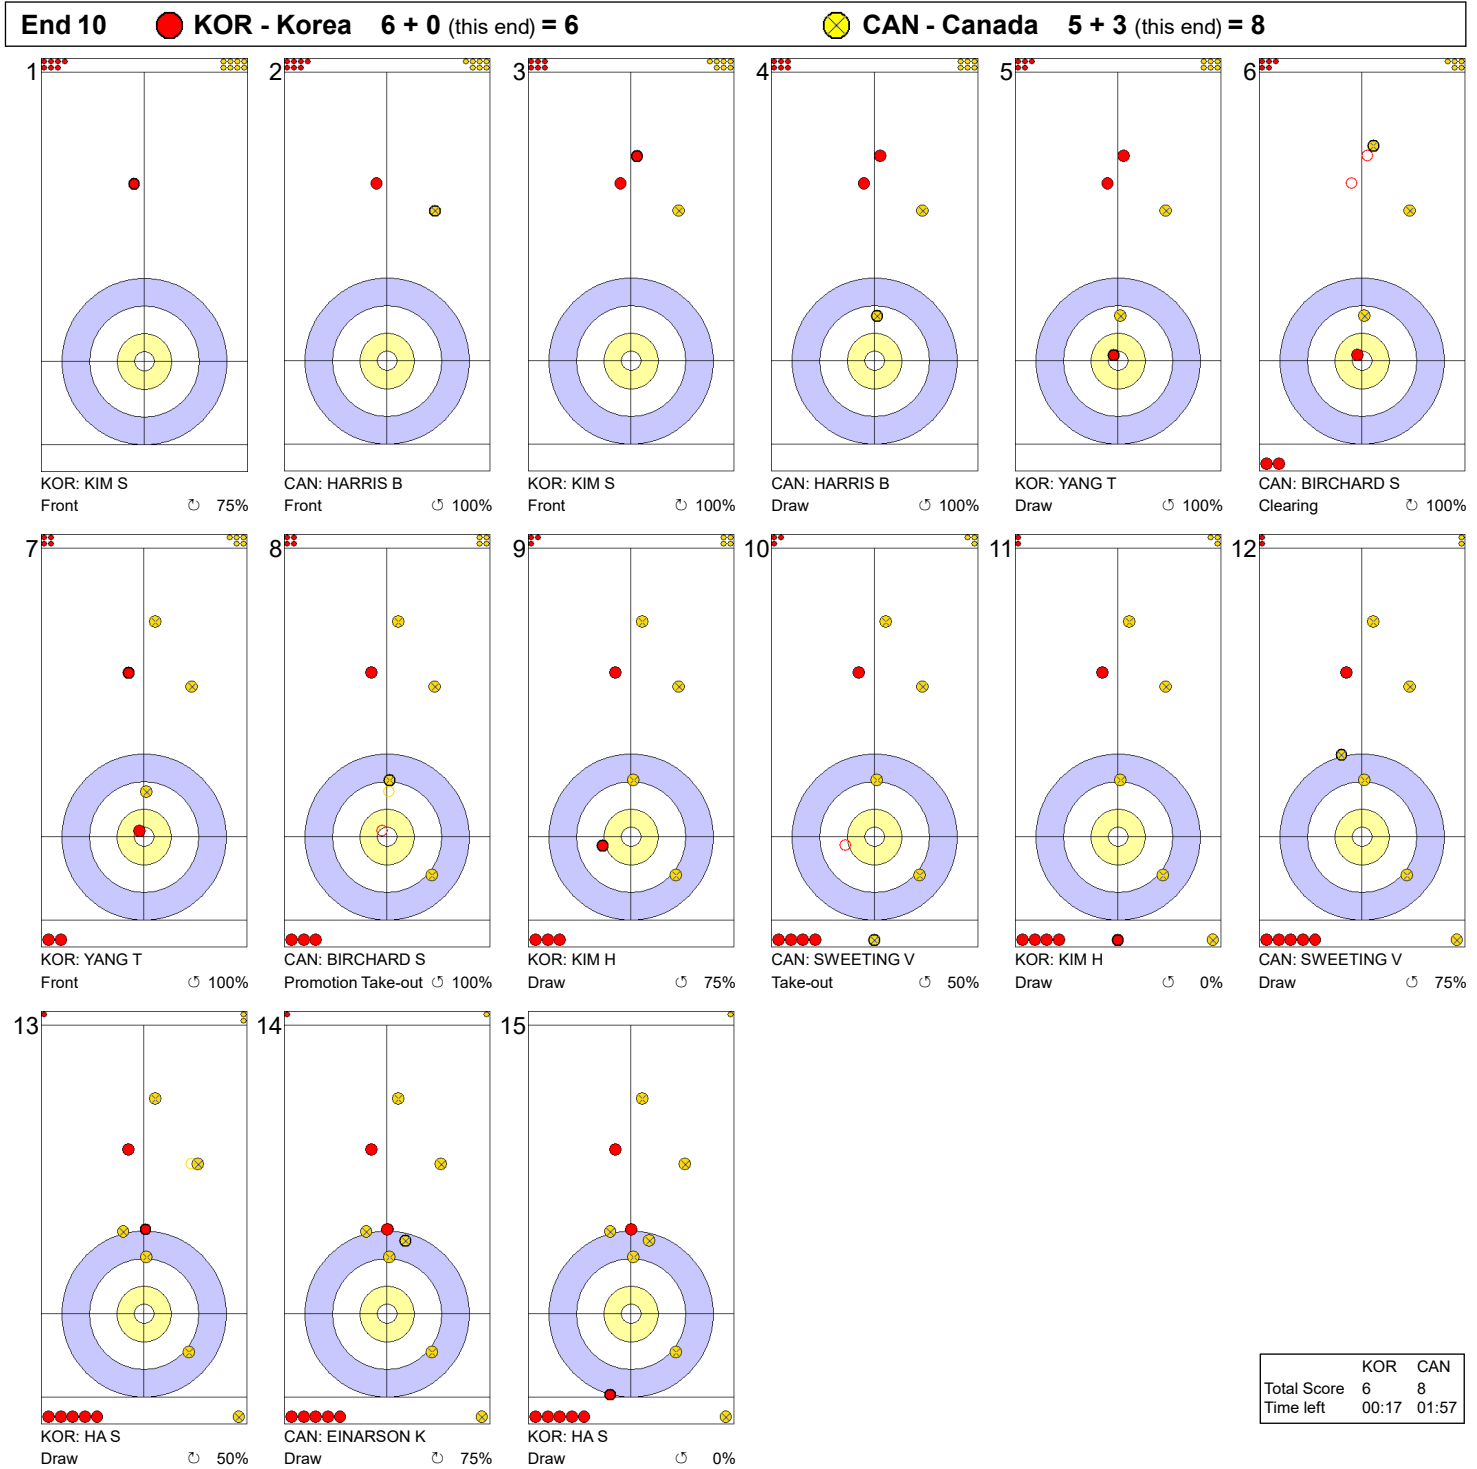 End 10 KOR - Korea 6 + 0 (this end) = 6 CAN - Canada 5 + 3 (this end) = 8
1 2 3 4 5 6
KOR: KIM S CAN: HARRIS B KOR: KIM S CAN: HARRIS B KOR: YANG T CAN: BIRCHARD S
Front 75% Front 100% Front 100% Draw 100% Draw 100% Clearing 100%
7 8 9 10 11 12
KOR: YANG T CAN: BIRCHARD S KOR: KIM H CAN: SWEETING V KOR: KIM H CAN: SWEETING V
Front 100% Promotion Take-out 100% Draw 75% Take-out 50% Draw 0% Draw 75%
13 14 15
KOR: HA S CAN: EINARSON K KOR: HA S
Draw 50% Draw 75% Draw 0%
KOR CAN
Total Score 6 8
Time left 00:17 01:57